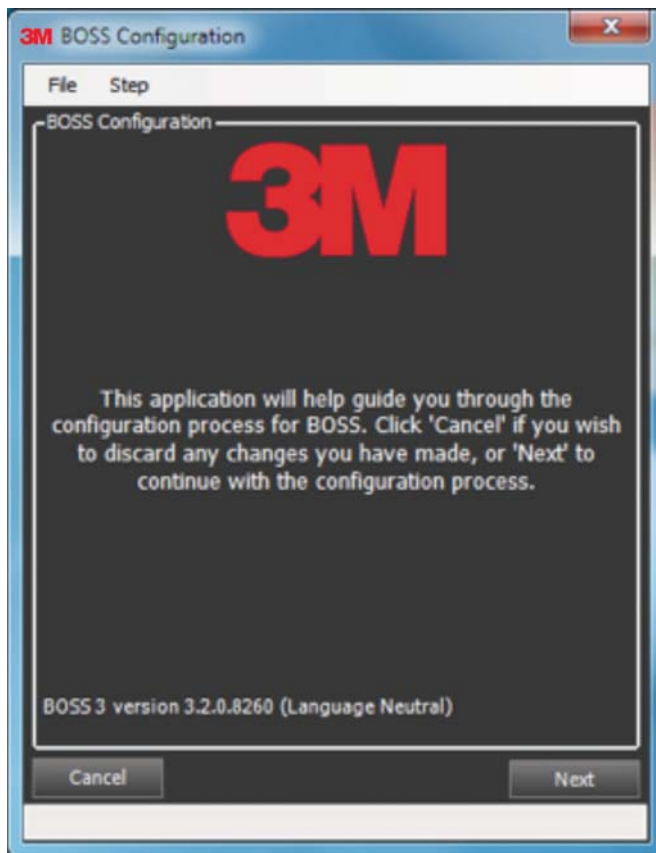 3M BOSS Configuration
File Step
BOSS Configuration
3M
This application will help guide you through the
configuration process for BOSS. Click 'Cancel' if you wish
to discard any changes you have made, or 'Next' to
continue with the configuration process.
BOSS 3 version 3.2.0.8260 (Language Neutral)
Cancel Next